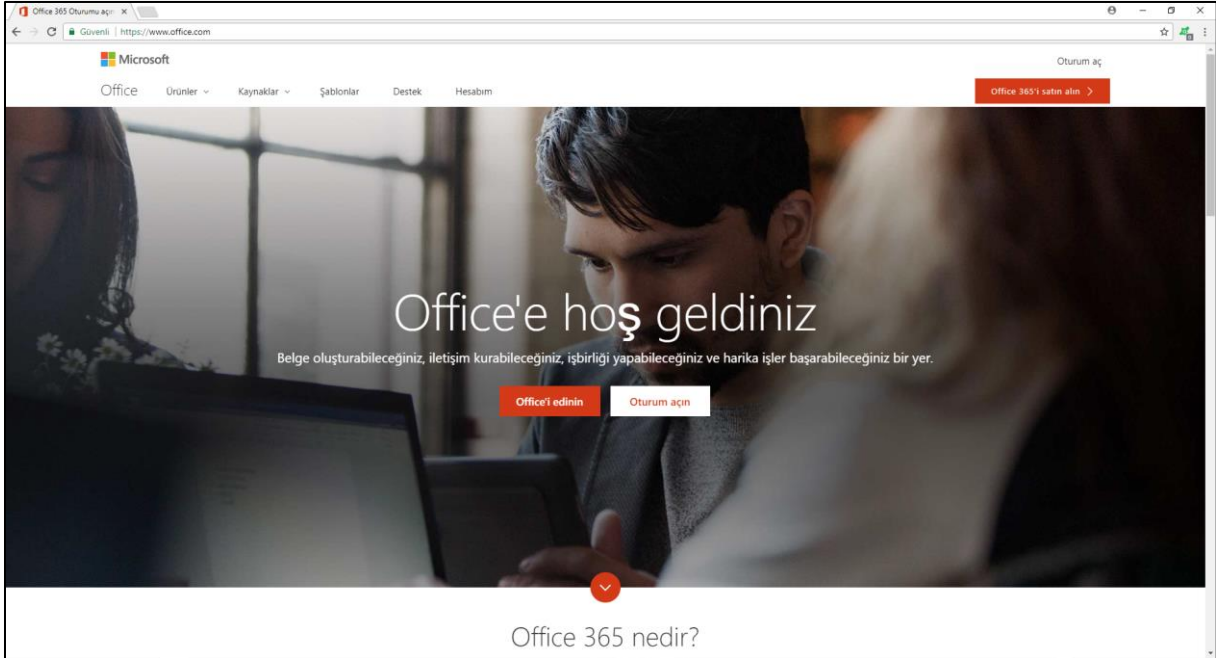 Office 365 Oturumu açın
Güvenli | https://www.office.com
Microsoft
Oturum aç
Office Ürünler Kaynaklar Şablonlar Destek Hesabım
Office 365'i satın alın
Office'e hoş geldiniz
Belge oluşturabileceğiniz, iletişim kurabileceğiniz, işbirliği yapabileceğiniz ve harika işler başarabileceğiniz bir yer.
Office'i edinin
Oturum açın
Office 365 nedir?